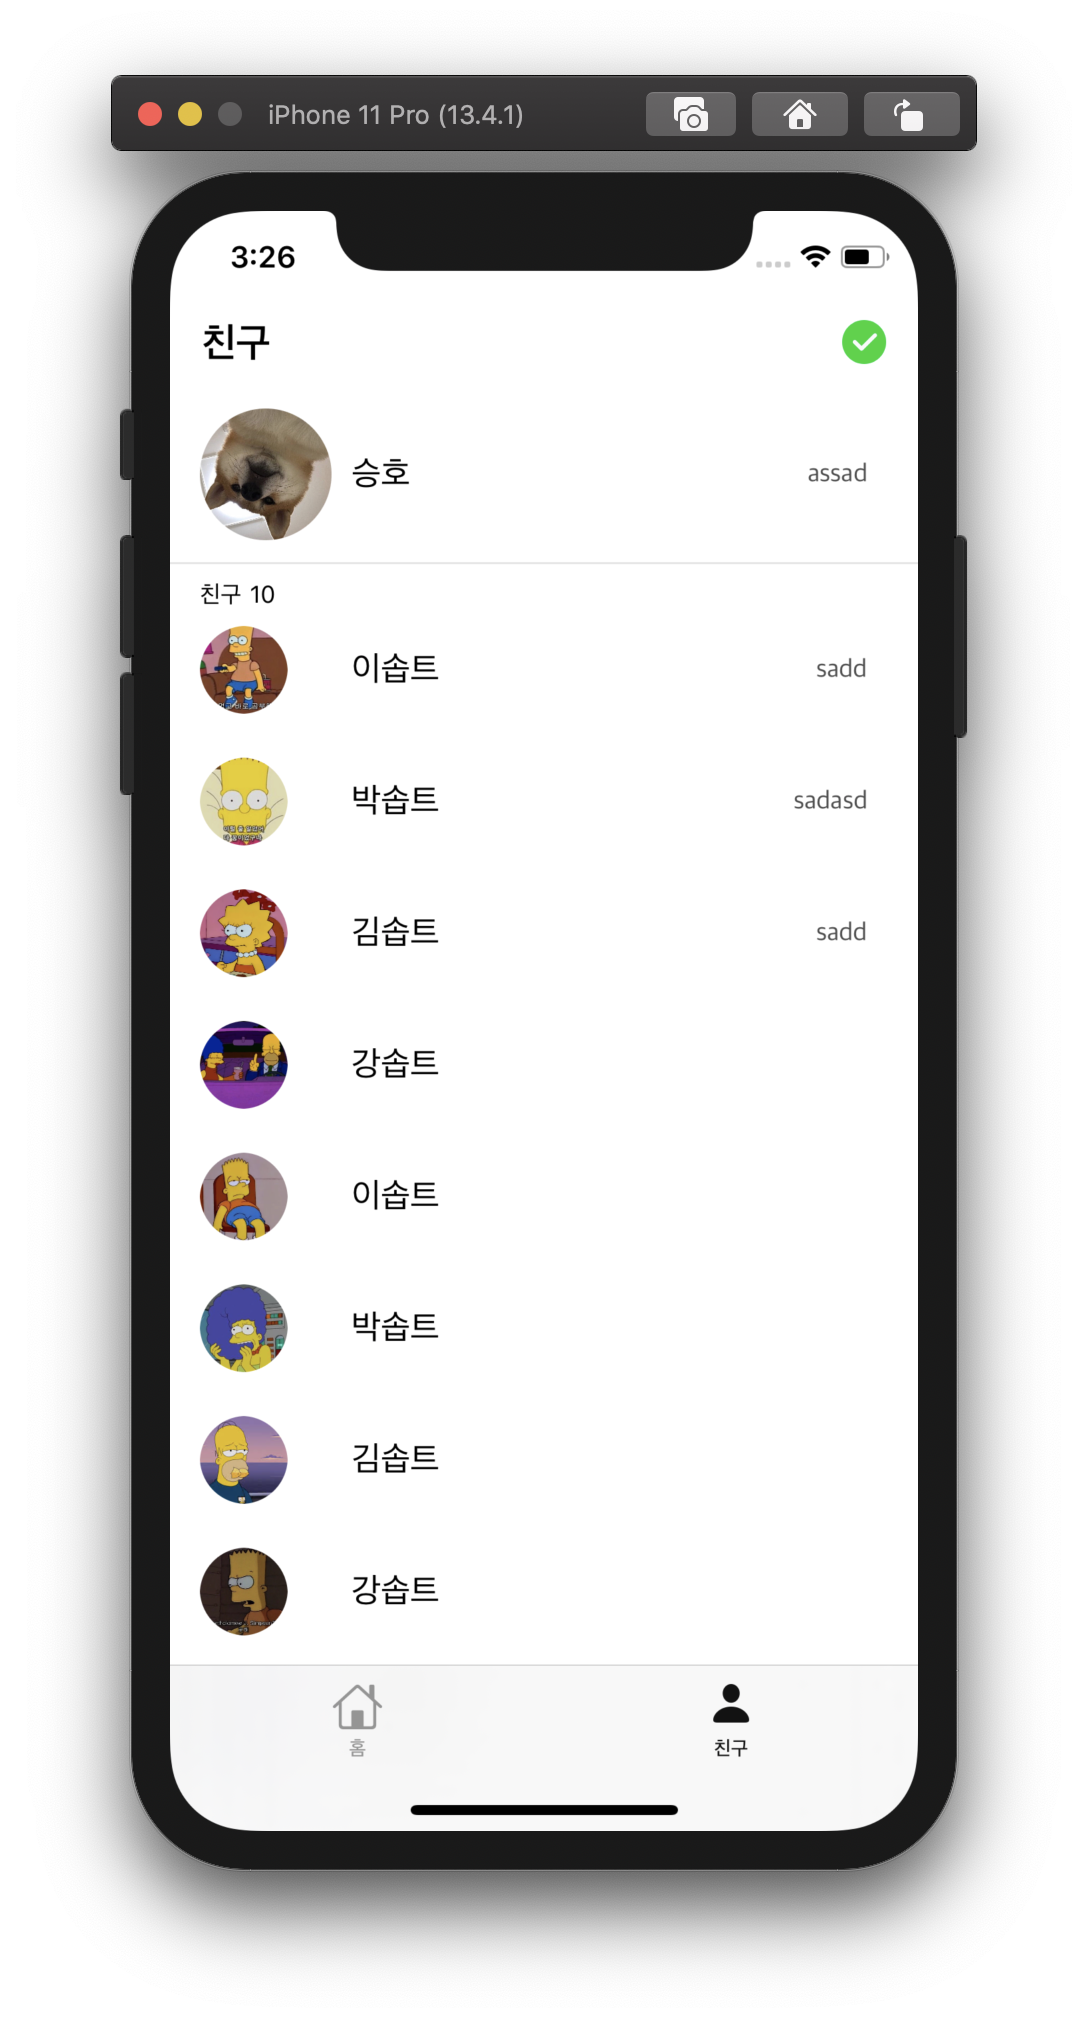 iPhone 11 Pro (13.4.1)
3:26
친구
승호 assad
친구 10
이솝트 sadd
박솝트 sadasd
김솝트 sadd
강솝트
이솝트
박솝트
김솝트
강솝트
홈 친구